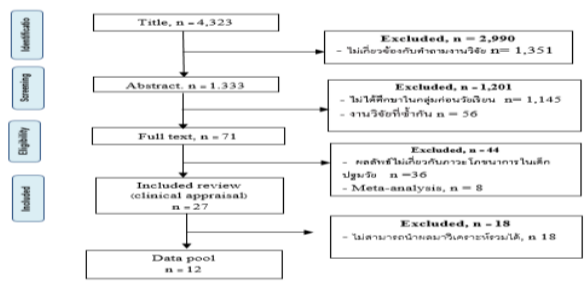 Identificatio
Title, n = 4,323
Excluded, n = 2,990
- ไม่เกี่ยวข้องกับคำถามงานวิจัย n= 1,351
Screening
Abstract. n = 1.333
Excluded, n = 1,201
- ไม่ได้ศึกษาในกลุ่มก่อนวัยเรียน n= 1,145
- งานวิจัยที่ซ้ำกัน n = 56
Eligibility
Full text, n = 71
Excluded, n = 44
- ผลลัพธ์ไม่เกี่ยวกับภาวะโภชนาการในเด็ก
ปฐมวัย n =36
- Meta-analysis, n = 8
Included
Included review
(clinical appraisal)
n = 27
Excluded, n = 18
- ไม่สามารถนำผลมาวิเคราะห์รวมได้, n 18
Data pool
n = 12